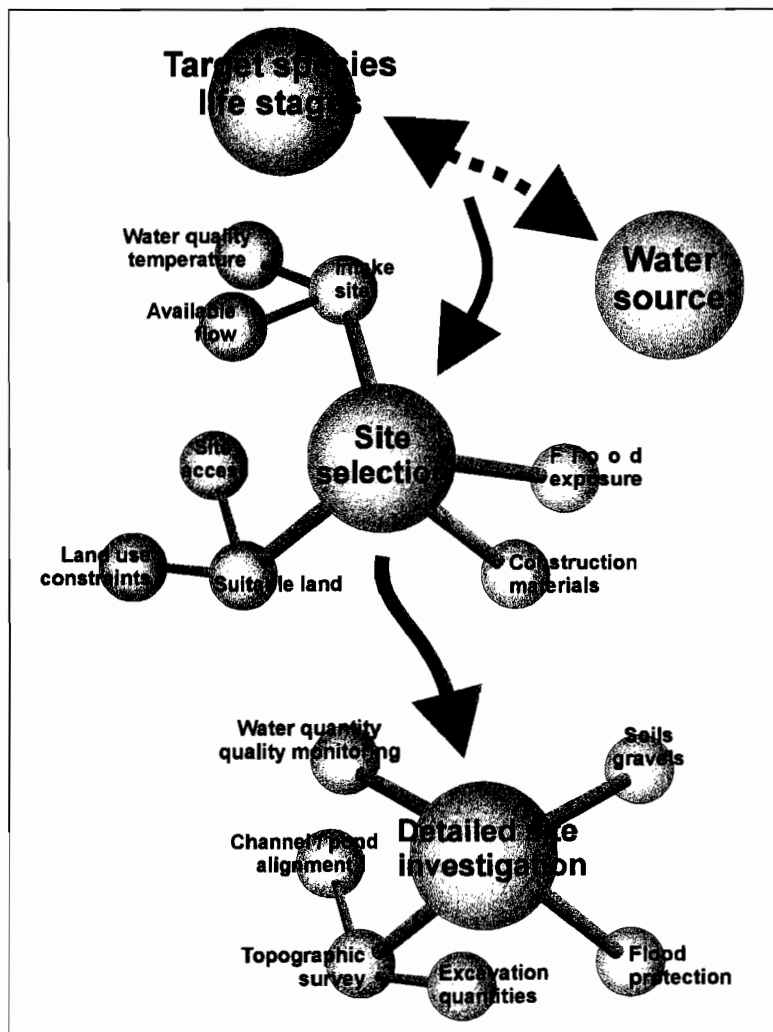 Target species
life stages
Water
source
Water quality
temperature
Intake
site
Available
flow
Site
selection
Site
access
Flood
exposure
Land use
constraints
Suitable land
Construction
materials
Water quantity
quality monitoring
Soils
gravels
Channel / pond
alignment
Detailed site
investigation
Topographic
survey
Excavation
quantities
Flood
protection